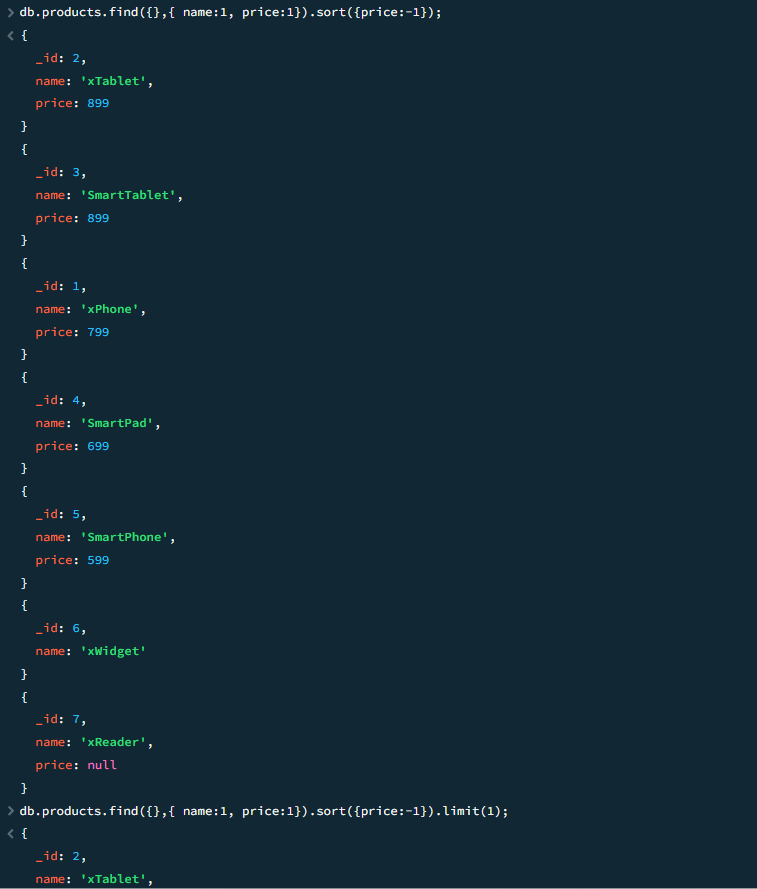 > db.products.find({},{ name:1, price:1}).sort({price:-1});
< {
_id: 2,
name: 'xTablet',
price: 899
}
{
_id: 3,
name: 'SmartTablet',
price: 899
}
{
_id: 1,
name: 'xPhone',
price: 799
}
{
_id: 4,
name: 'SmartPad',
price: 699
}
{
_id: 5,
name: 'SmartPhone',
price: 599
}
{
_id: 6,
name: 'xWidget'
}
{
_id: 7,
name: 'xReader',
price: null
}
> db.products.find({},{ name:1, price:1}).sort({price:-1}).limit(1);
< {
_id: 2,
name: 'xTablet',